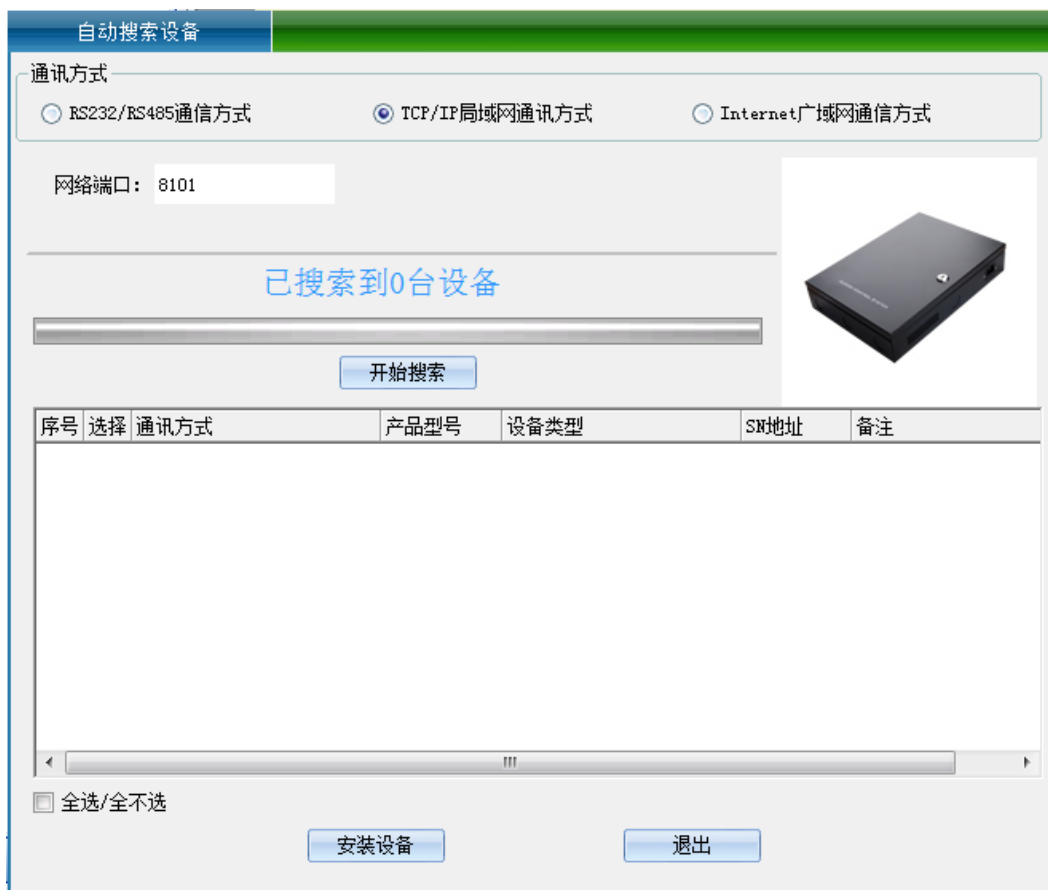 自动搜索设备
通讯方式
RS232/RS485通信方式 TCP/IP局域网通讯方式 Internet广域网通信方式
网络端口: 8101
已搜索到0台设备
开始搜索
序号 选择 通讯方式 产品型号 设备类型 SN地址 备注
全选/全不选
安装设备 退出